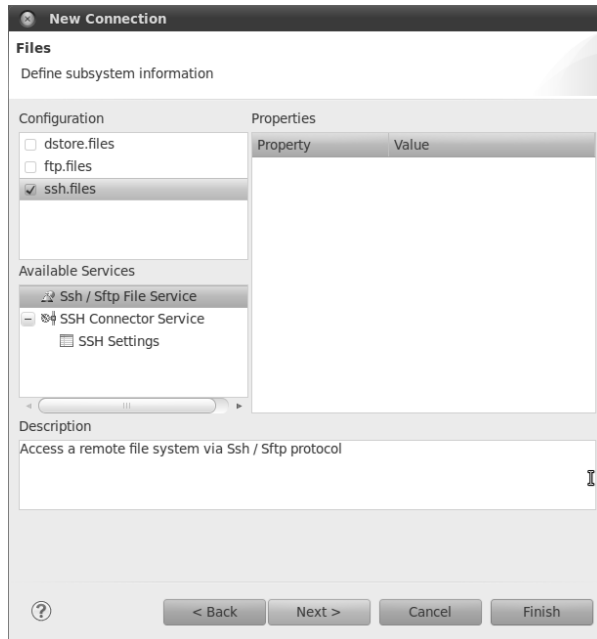 New Connection
Files
Define subsystem information
Configuration
dstore.files
ftp.files
ssh.files
Properties
Property Value
Available Services
Ssh / Sftp File Service
SSH Connector Service
SSH Settings
Description
Access a remote file system via Ssh / Sftp protocol
? < Back Next > Cancel Finish